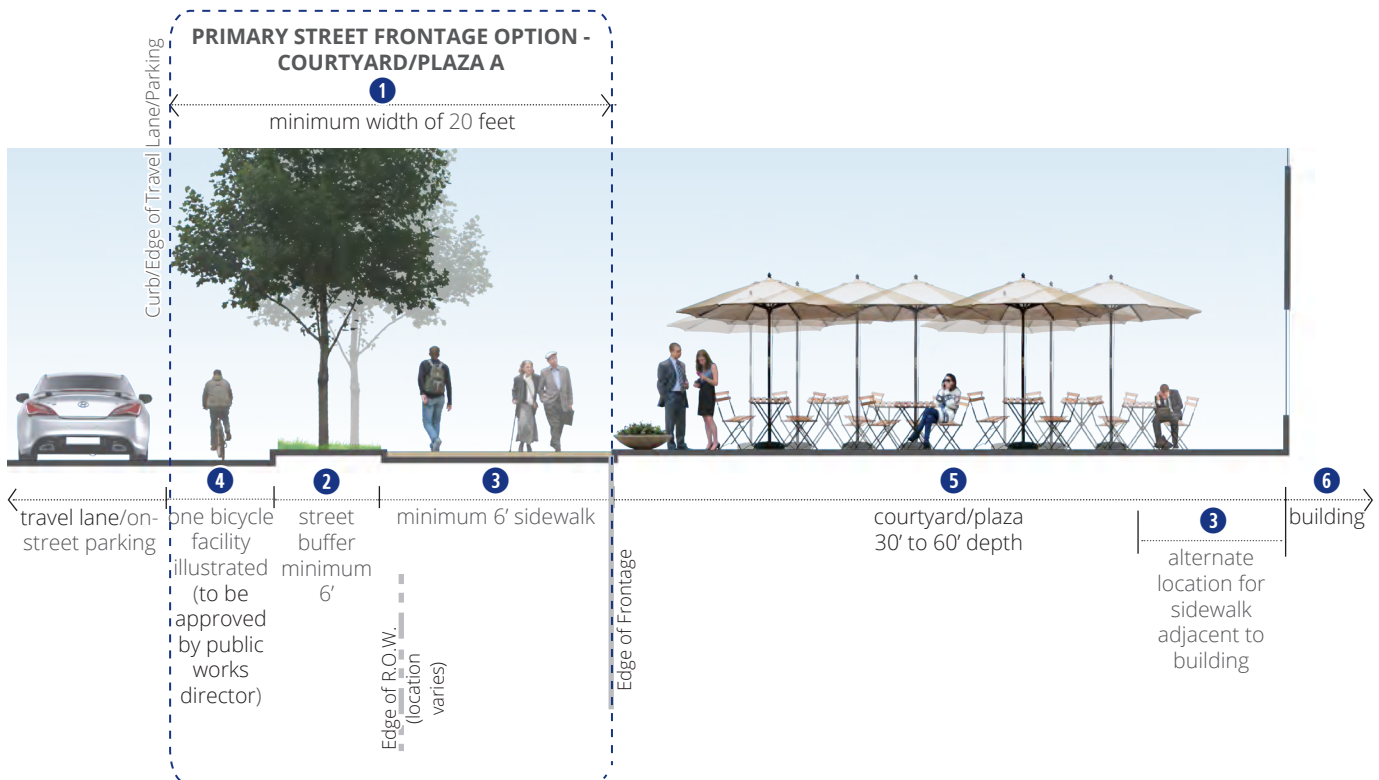 PRIMARY STREET FRONTAGE OPTION -
COURTYARD/PLAZA A
1
minimum width of 20 feet
Curb/Edge of Travel Lane/Parking
travel lane/on-
street parking
4
one bicycle
facility
illustrated
(to be
approved
by public
works
director)
2
street
buffer
minimum
6’
3
minimum 6’ sidewalk
Edge of R.O.W.
(location
varies)
Edge of Frontage
5
courtyard/plaza
30’ to 60’ depth
3
alternate
location for
sidewalk
adjacent to
building
6
building